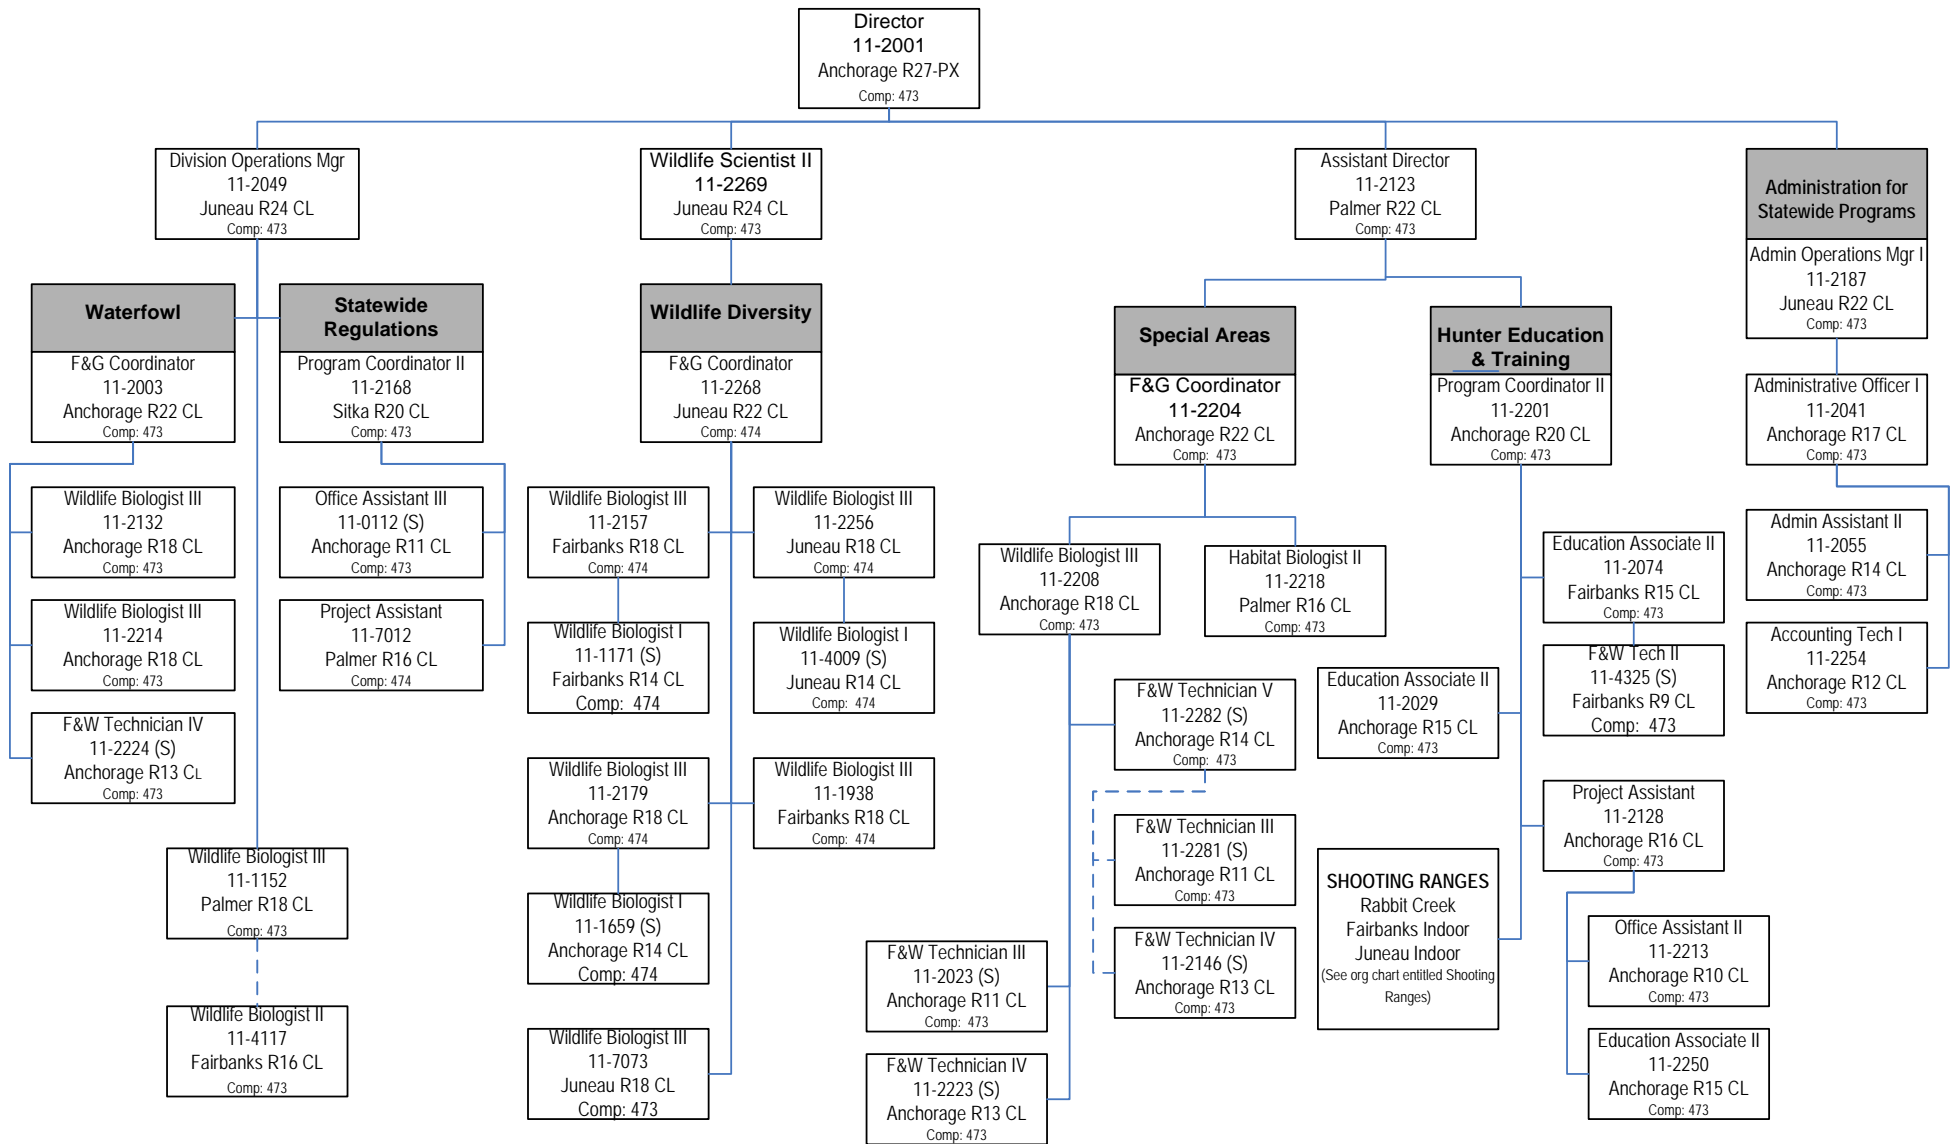 Director
11-2001
Anchorage R27-PX
Comp: 473
Division Operations Mgr
11-2049
Juneau R24 CL
Comp: 473
Wildlife Scientist II
11-2269
Juneau R24 CL
Comp: 473
Assistant Director
11-2123
Palmer R22 CL
Comp: 473
Administration for
Statewide Programs
Admin Operations Mgr I
11-2187
Juneau R22 CL
Comp: 473
Waterfowl
F&G Coordinator
11-2003
Anchorage R22 CL
Comp: 473
Statewide
Regulations
Program Coordinator II
11-2168
Sitka R20 CL
Comp: 473
Wildlife Diversity
F&G Coordinator
11-2268
Juneau R22 CL
Comp: 474
Special Areas
F&G Coordinator
11-2204
Anchorage R22 CL
Comp: 473
Hunter Education
& Training
Program Coordinator II
11-2201
Anchorage R20 CL
Comp: 473
Administrative Officer I
11-2041
Anchorage R17 CL
Comp: 473
Wildlife Biologist III
11-2132
Anchorage R18 CL
Comp: 473
Office Assistant III
11-0112 (S)
Anchorage R11 CL
Comp: 473
Wildlife Biologist III
11-2157
Fairbanks R18 CL
Comp: 474
Wildlife Biologist III
11-2256
Juneau R18 CL
Comp: 474
Wildlife Biologist III
11-2208
Anchorage R18 CL
Comp: 473
Habitat Biologist II
11-2218
Palmer R16 CL
Comp: 473
Education Associate II
11-2074
Fairbanks R15 CL
Comp: 473
Admin Assistant II
11-2055
Anchorage R14 CL
Comp: 473
Wildlife Biologist III
11-2214
Anchorage R18 CL
Comp: 473
Project Assistant
11-7012
Palmer R16 CL
Comp: 474
Wildlife Biologist I
11-1171 (S)
Fairbanks R14 CL
Comp: 474
Wildlife Biologist I
11-4009 (S)
Juneau R14 CL
Comp: 474
F&W Technician V
11-2282 (S)
Anchorage R14 CL
Comp: 473
Education Associate II
11-2029
Anchorage R15 CL
Comp: 473
F&W Tech II
11-4325 (S)
Fairbanks R9 CL
Comp: 473
Accounting Tech I
11-2254
Anchorage R12 CL
Comp: 473
F&W Technician IV
11-2224 (S)
Anchorage R13 CL
Comp: 473
Wildlife Biologist III
11-2179
Anchorage R18 CL
Comp: 474
Wildlife Biologist III
11-1938
Fairbanks R18 CL
Comp: 474
F&W Technician III
11-2281 (S)
Anchorage R11 CL
Comp: 473
Project Assistant
11-2128
Anchorage R16 CL
Comp: 473
Wildlife Biologist III
11-1152
Palmer R18 CL
Comp: 473
Wildlife Biologist I
11-1659 (S)
Anchorage R14 CL
Comp: 474
SHOOTING RANGES
Rabbit Creek
Fairbanks Indoor
Juneau Indoor
(See org chart entitled Shooting
Ranges)
F&W Technician III
11-2023 (S)
Anchorage R11 CL
Comp: 473
F&W Technician IV
11-2146 (S)
Anchorage R13 CL
Comp: 473
Office Assistant II
11-2213
Anchorage R10 CL
Comp: 473
Wildlife Biologist II
11-4117
Fairbanks R16 CL
Comp: 473
Wildlife Biologist III
11-7073
Juneau R18 CL
Comp: 473
F&W Technician IV
11-2223 (S)
Anchorage R13 CL
Comp: 473
Education Associate II
11-2250
Anchorage R15 CL
Comp: 473